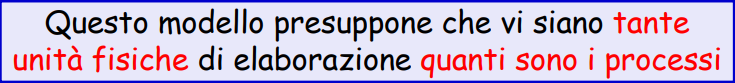 Questo modello presuppone che vi siano tante
unità fisiche di elaborazione quanti sono i processi